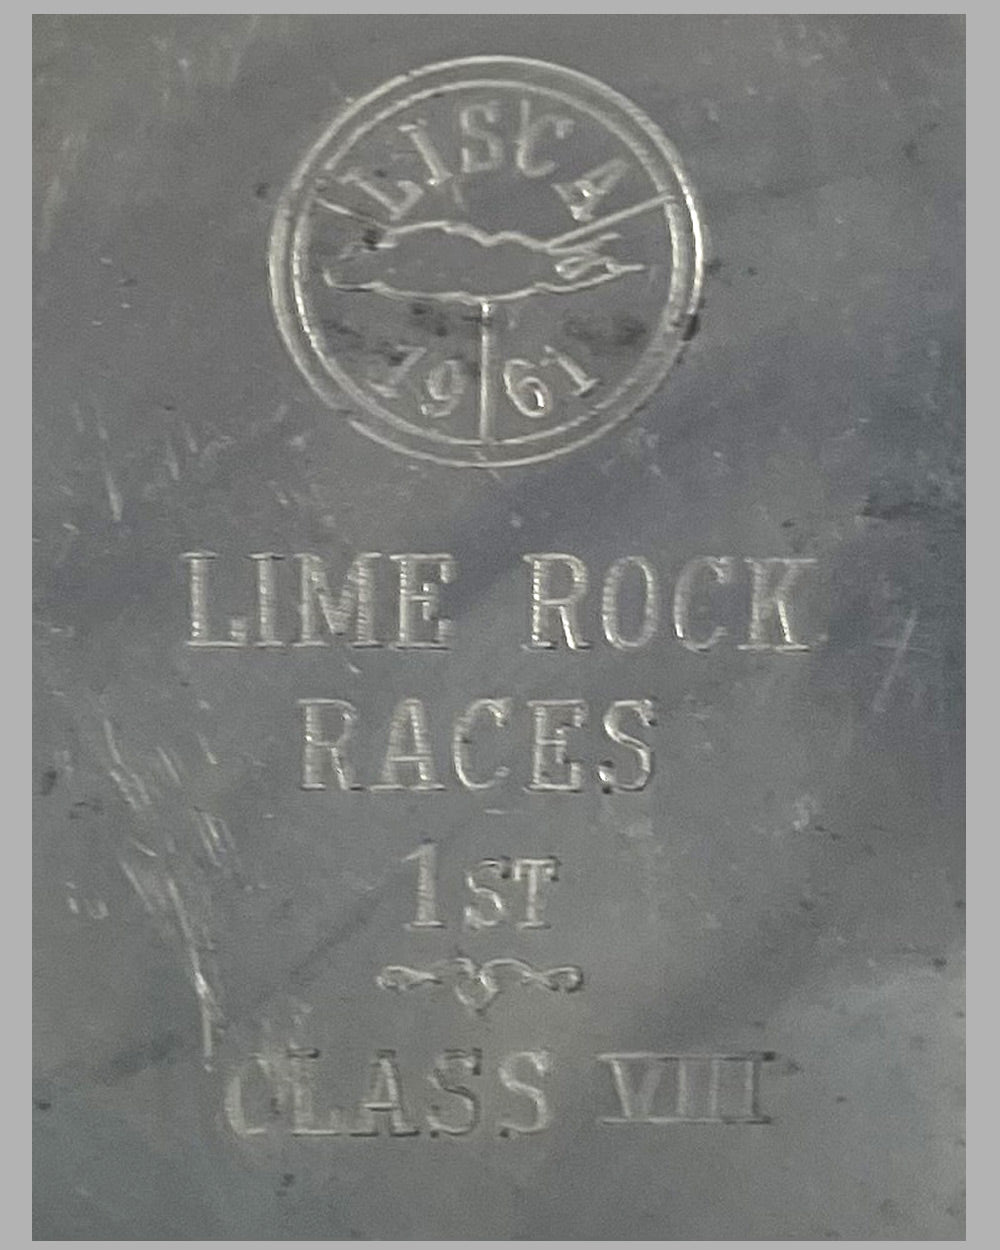 LISCA
1961
LIME ROCK
RACES
1ST
CLASS VIII